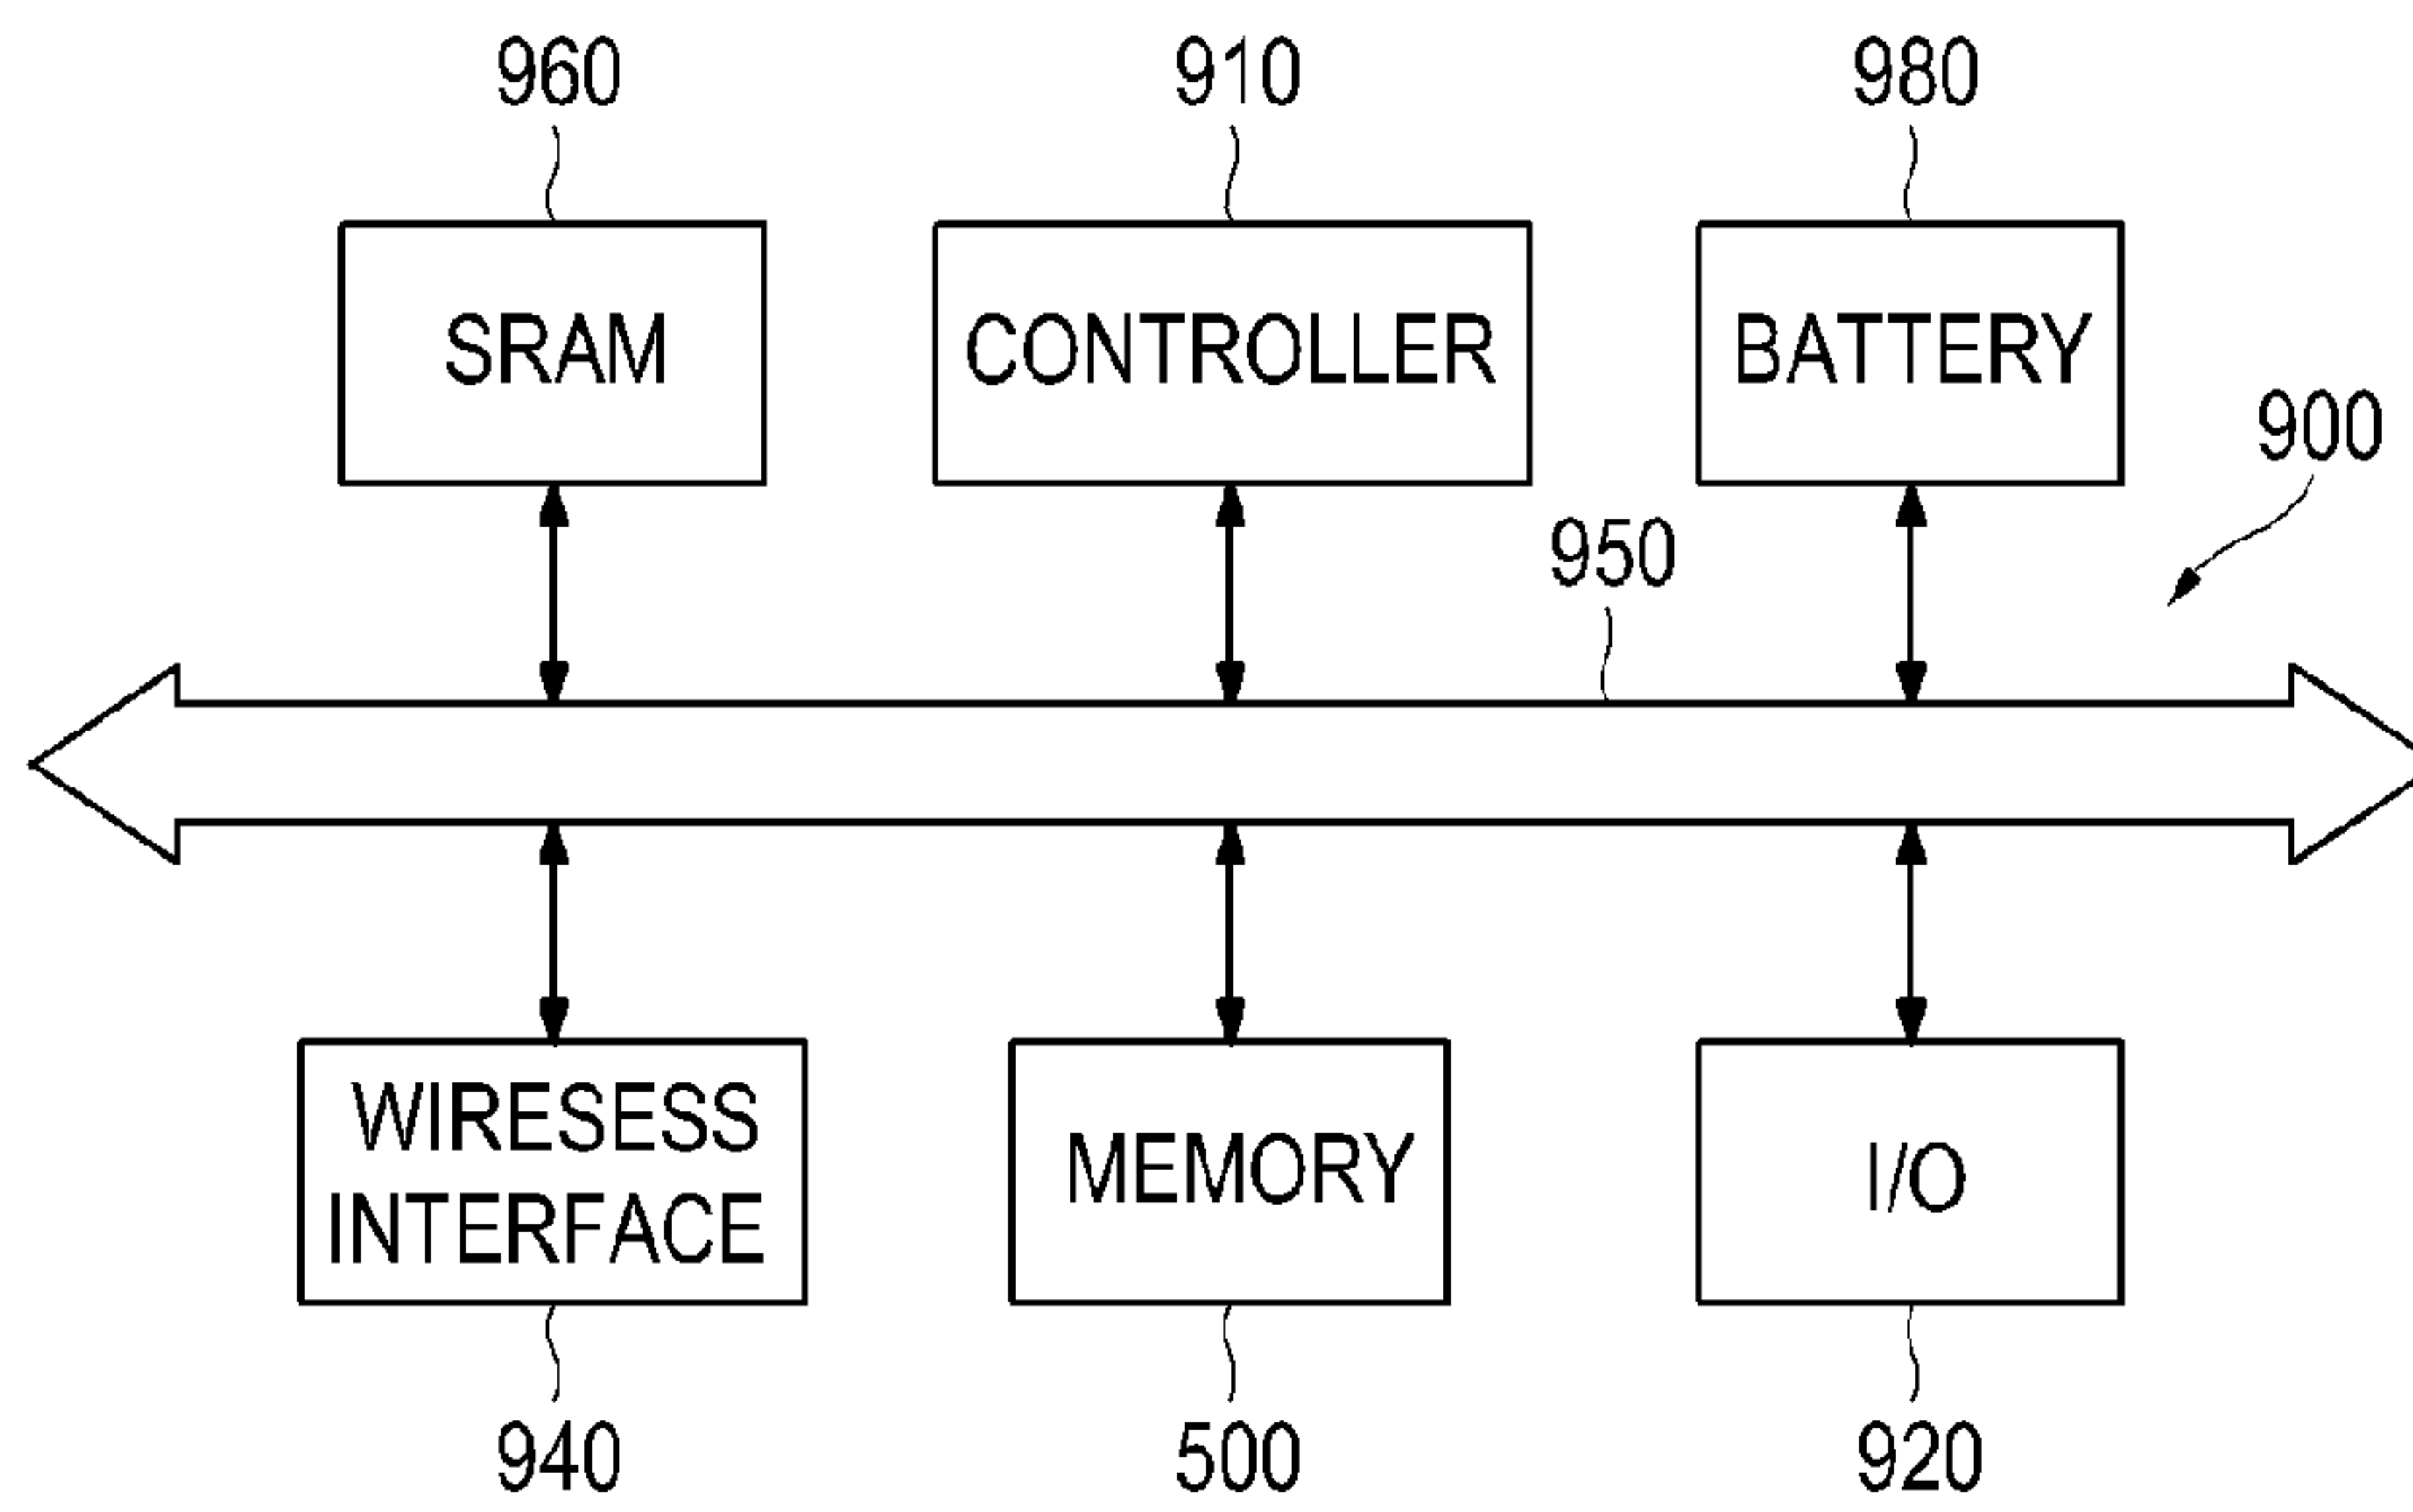 960
910
980
SRAM
CONTROLLER
BATTERY
900
950
WIRESESS
INTERFACE
MEMORY
I/O
940
500
920